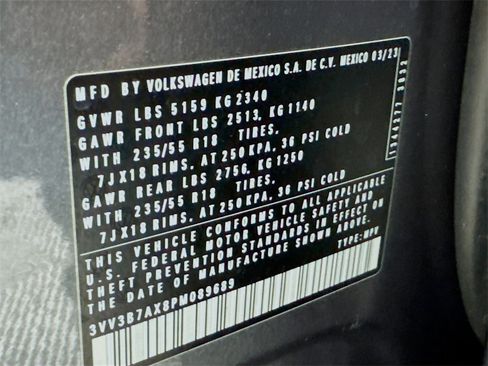 MFD BY VOLKSWAGEN DE MEXICO S.A. DE C.V. MEXICO 03/23
GVWR LBS 5159 KG 2340
GAWR FRONT LBS 2513, KG 1140
WITH 235/55 R18 TIRES,
7JX18 RIMS, AT 250 KPA, 36 PSI COLD
GAWR REAR LBS 2756, KG 1250
WITH 235/55 R18 TIRES,
7JX18 RIMS, AT 250 KPA, 36 PSI COLD
THIS VEHICLE CONFORMS TO ALL APPLICABLE
U.S. FEDERAL MOTOR VEHICLE SAFETY AND
THEFT PREVENTION STANDARDS IN EFFECT ON
THE DATE OF MANUFACTURE SHOWN ABOVE.
TYPE: MPV
3VV3B7AX8PM089689